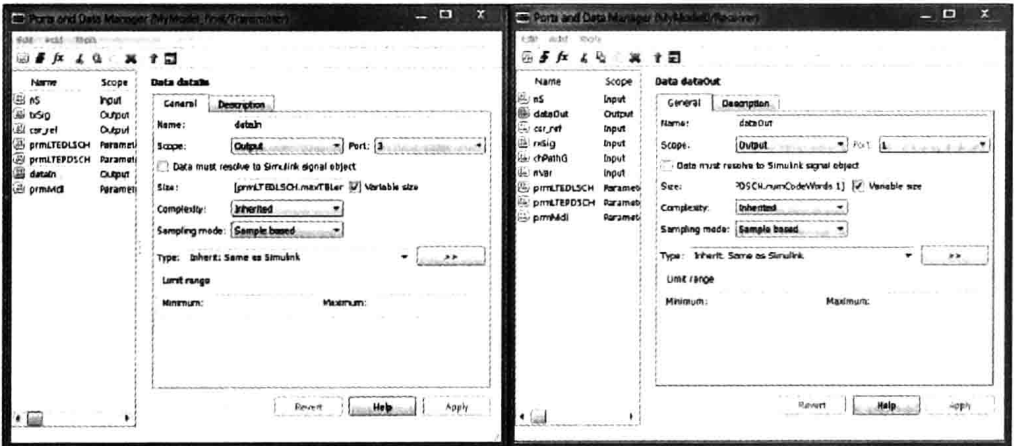 Ports and Data Manager (MyModel_final/Transmitter)
Edit Add Tools
Name Scope
nS Input
txSig Output
csr_ref Output
prmLTEDLSCH Paramet
prmLTEPDSCH Paramet
dataIn Output
prmMdl Paramet
Data dataIn
General Description
Name: dataIn
Scope: Output Port: 3
Data must resolve to Simulink signal object
Size: [prmLTEDLSCH.maxTBLer Variable size
Complexity: Inherited
Sampling mode: Sample based
Type: Inherit: Same as Simulink >>
Limit range
Minimum: Maximum:
Revert Help Apply
Ports and Data Manager (MyModel0/Receiver)
Edit Add Tools
Name Scope
nS Input
dataOut Output
csr_ref Input
rxSig Input
chPathG Input
nVar Input
prmLTEDLSCH Paramet
prmLTEPDSCH Paramet
prmMdl Paramet
Data dataOut
General Description
Name: dataOut
Scope: Output Port: 1
Data must resolve to Simulink signal object
Size: PDSCH.numCodeWords 1] Variable size
Complexity: Inherited
Sampling mode: Sample based
Type: Inherit: Same as Simulink >>
Limit range
Minimum: Maximum:
Revert Help Apply